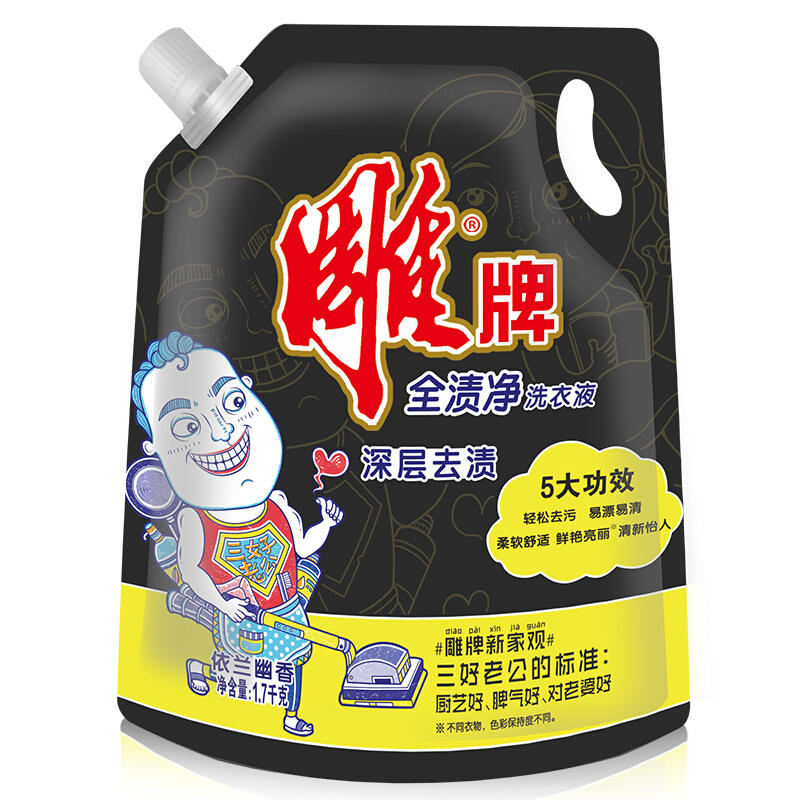 雕牌®
全渍净 洗衣液
深层去渍
5大功效
轻松去污 易漂易清
柔软舒适 鲜艳亮丽※ 清新怡人
三好
老公
diāo pái xīn jiā guān
#雕牌新家观#
三好老公的标准：
厨艺好、脾气好、对老婆好
※不同衣物，色彩保持度不同。
依兰幽香
净含量:1.7千克